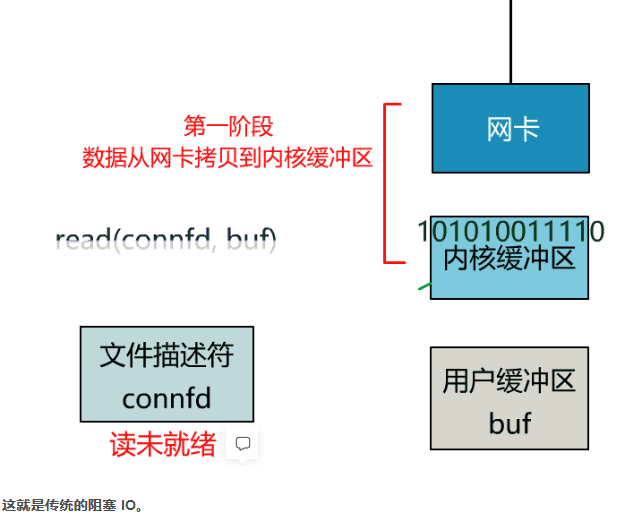 第一阶段
数据从网卡拷贝到内核缓冲区
网卡
read(connfd, buf)
101010011110
内核缓冲区
文件描述符
connfd
读未就绪
用户缓冲区
buf
这就是传统的阻塞 IO。